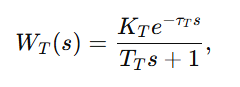 W_T(s) = \frac{K_T e^{-\tau_T s}}{T_T s + 1},